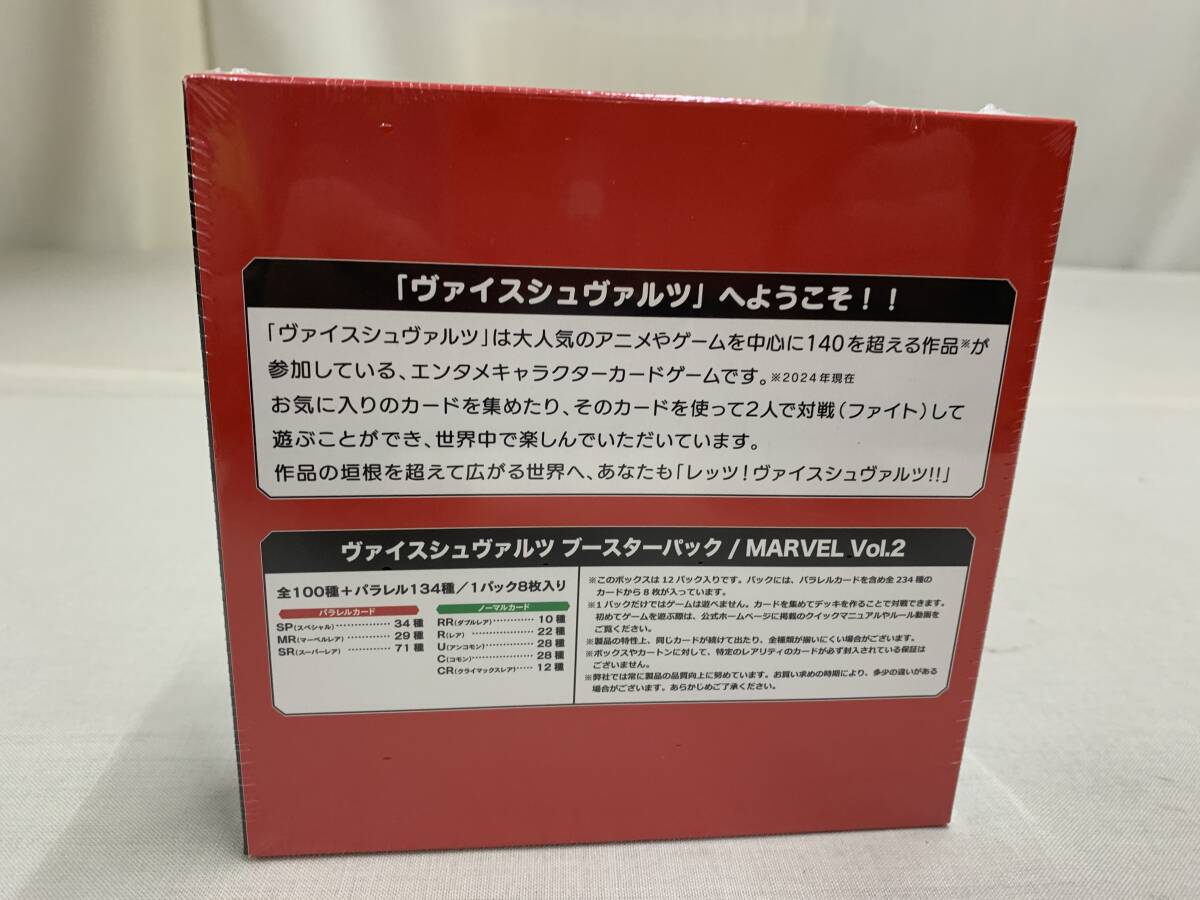 「ヴァイスシュヴァルツ」へようこそ！！
「ヴァイスシュヴァルツ」は大人気のアニメやゲームを中心に140を超える作品※が
参加している、エンタメキャラクターカードゲームです。※2024年現在
お気に入りのカードを集めたり、そのカードを使って2人で対戦（ファイト）して
遊ぶことができ、世界中で楽しんでいただいています。
作品の垣根を超えて広がる世界へ、あなたも「レッツ！ヴァイスシュヴァルツ!!」
ヴァイスシュヴァルツ ブースターパック / MARVEL Vol.2
全100種＋パラレル134種／1パック8枚入り
パラレルカード
SP(スペシャル)…………… 34種
MR(マーベルレア)………… 29種
SR(スーパーレア) ………… 71種
ノーマルカード
RR(ダブルレア)………… 10種
R(レア)………………… 22種
U(アンコモン)………… 28種
C(コモン)……………… 28種
CR(クライマックスレア)…… 12種
※このボックスは12パック入りです。パックには、パラレルカードを含め全234種の
カードから8枚が入っています。
※1パックだけではゲームは遊べません。カードを集めてデッキを作ることで対戦できます。
初めてゲームを遊ぶ際は、公式ホームページに掲載のクイックマニュアルやルール動画を
ご覧ください。
※製品の特性上、同じカードが続けて出たり、全種類が揃いにくい場合がございます。
※ボックスやカートンに対して、特定のレアリティのカードが必ず封入されている保証は
ございません。
※弊社では常に製品の品質向上に努めています。お買い求めの時期により、多少の違いがある
場合がございます。あらかじめご了承ください。